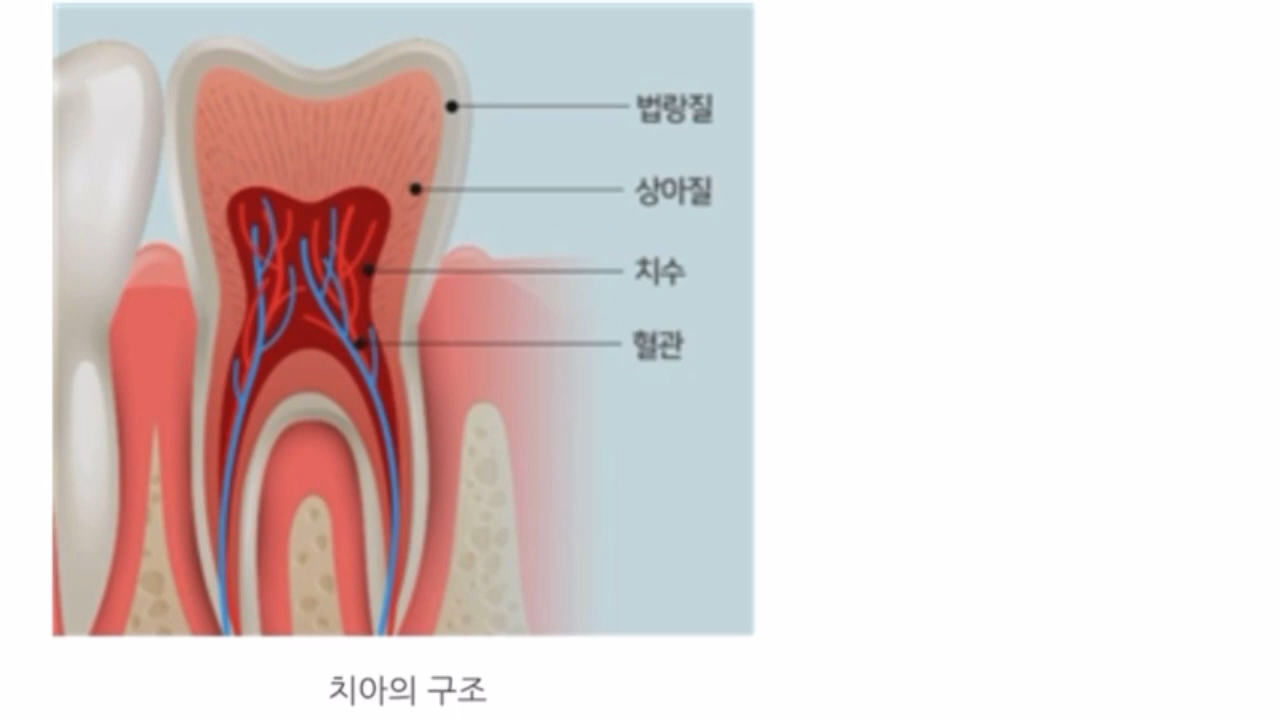 법랑질
상아질
치수
혈관
치아의 구조